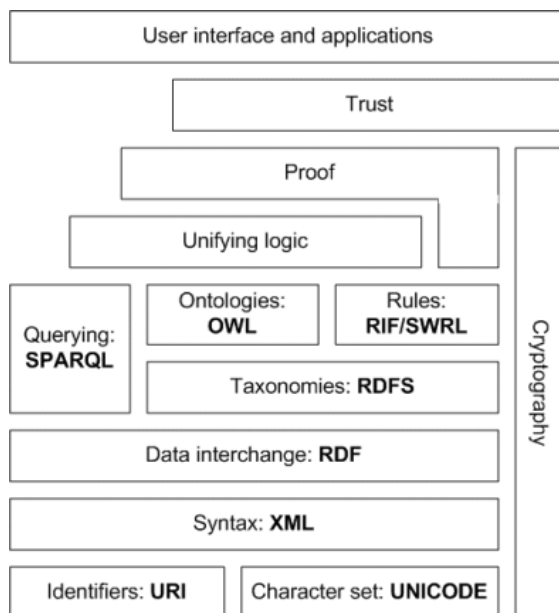 User interface and applications
Trust
Proof
Unifying logic
Querying:
SPARQL
Ontologies:
OWL
Rules:
RIF/SWRL
Taxonomies: RDFS
Cryptography
Data interchange: RDF
Syntax: XML
Identifiers: URI
Character set: UNICODE